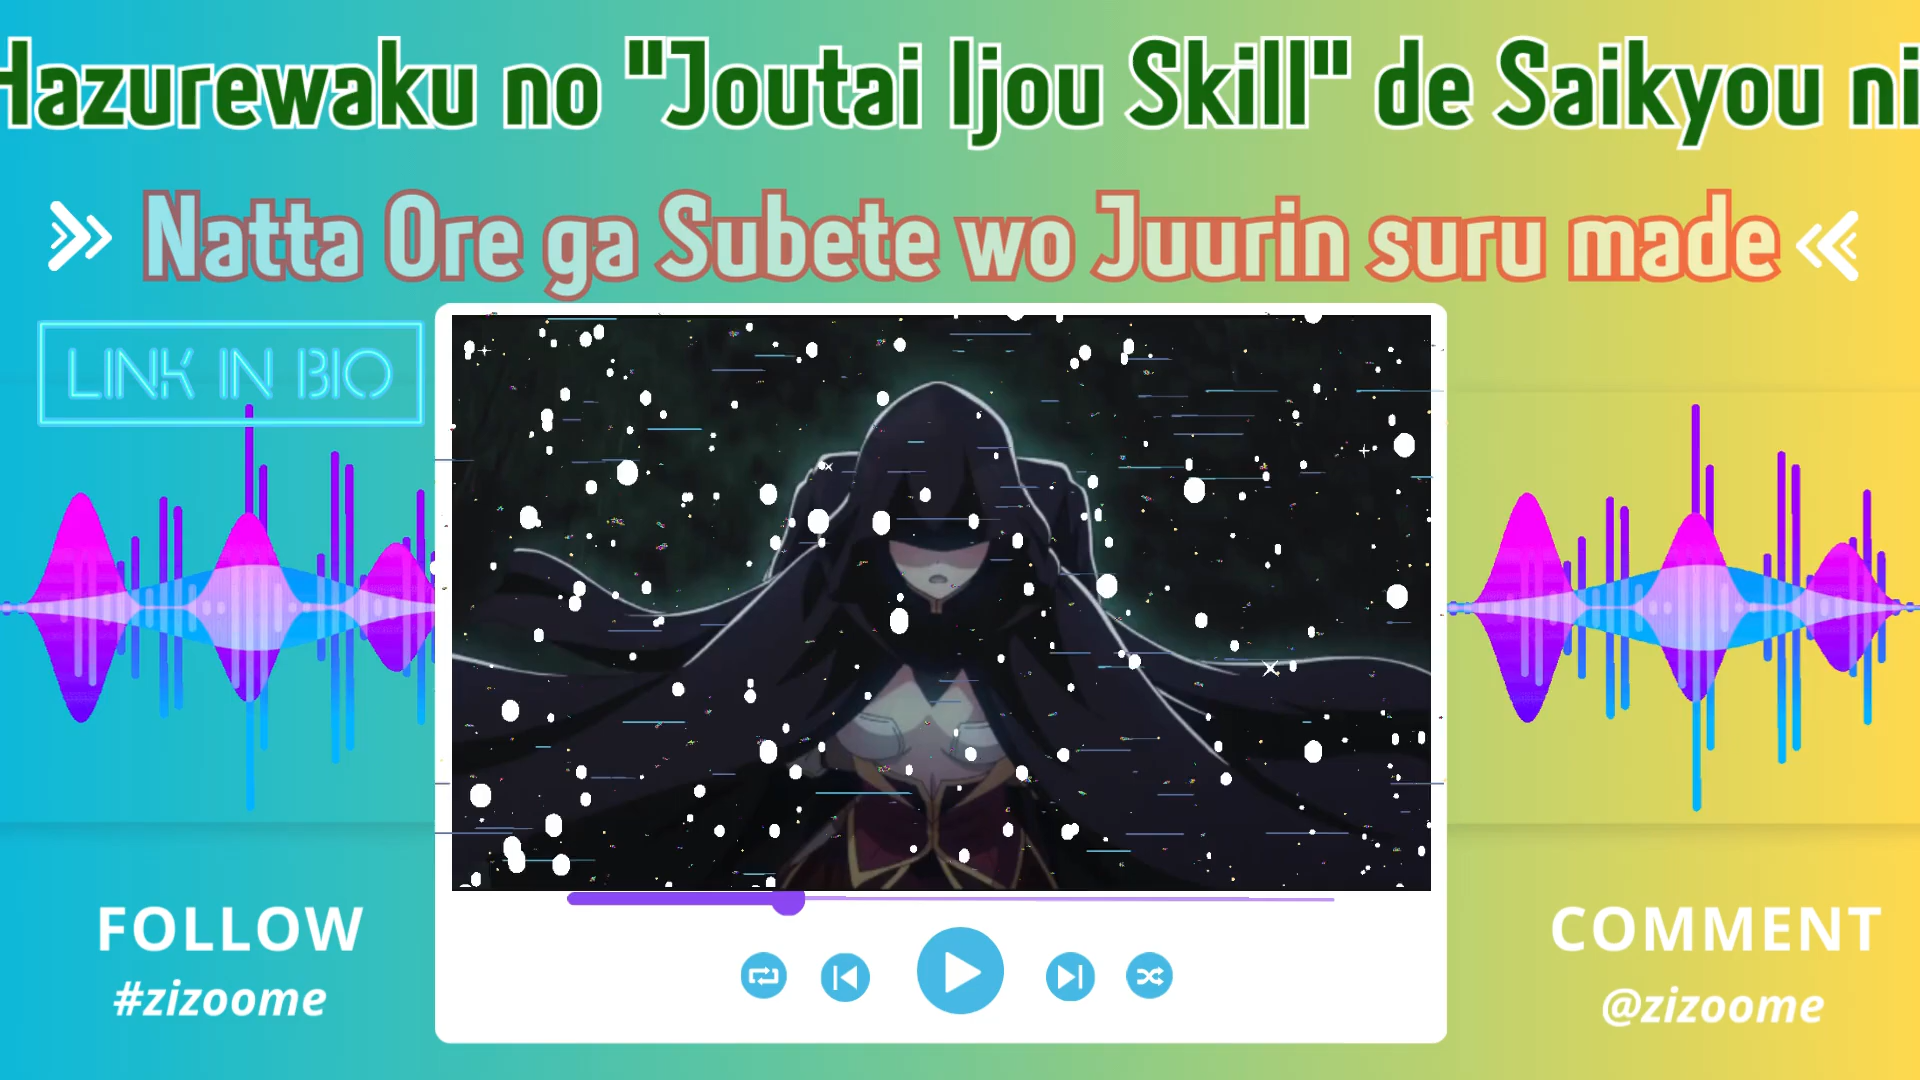 Hazurewaku no "Joutai Ijou Skill" de Saikyou ni
Natta Ore ga Subete wo Juurin suru made
LINK IN BIO
FOLLOW
#zizoome
COMMENT
@zizoome